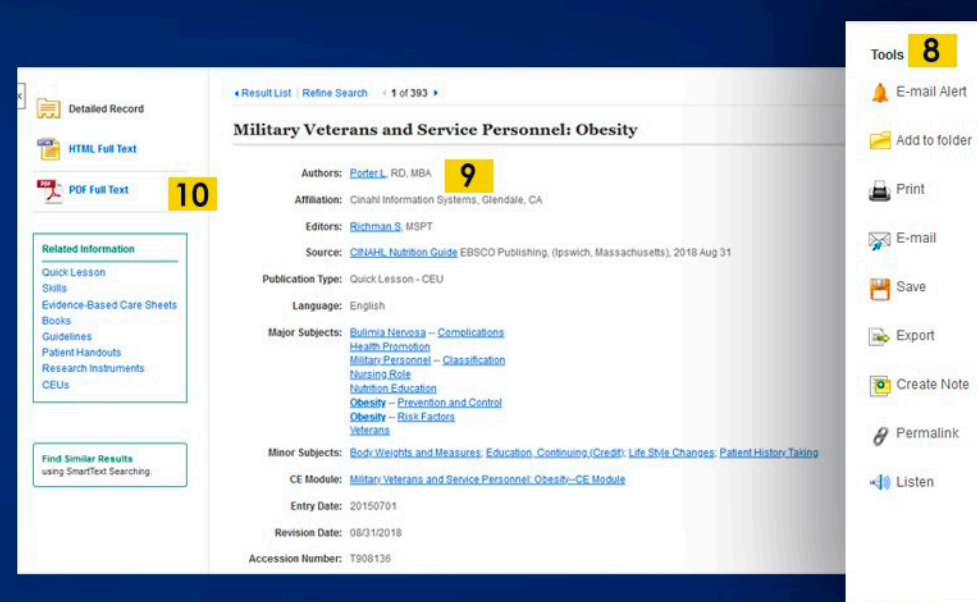 Detailed Record
HTML Full Text
PDF Full Text
10
Related Information
Quick Lesson
Skills
Evidence-Based Care Sheets
Books
Guidelines
Patient Handouts
Research Instruments
CEUs
Find Similar Results
using SmartText Searching.
Result List | Refine Search 1 of 393
Military Veterans and Service Personnel: Obesity
Authors: Porter L, RD, MBA
9
Affiliation: Cinahl Information Systems, Glendale, CA
Editors: Richman S, MSPT
Source: CINAHL Nutrition Guide EBSCO Publishing, (Ipswich, Massachusetts), 2018 Aug 31
Publication Type: Quick Lesson - CEU
Language: English
Major Subjects: Bulimia Nervosa -- Complications
Health Promotion
Military Personnel -- Classification
Nursing Role
Nutrition Education
Obesity -- Prevention and Control
Obesity -- Risk Factors
Veterans
Minor Subjects: Body Weights and Measures; Education, Continuing (Credit); Life Style Changes; Patient History Taking
CE Module: Military Veterans and Service Personnel: Obesity--CE Module
Entry Date: 20150701
Revision Date: 08/31/2018
Accession Number: T908136
Tools 8
E-mail Alert
Add to folder
Print
E-mail
Save
Export
Create Note
Permalink
Listen